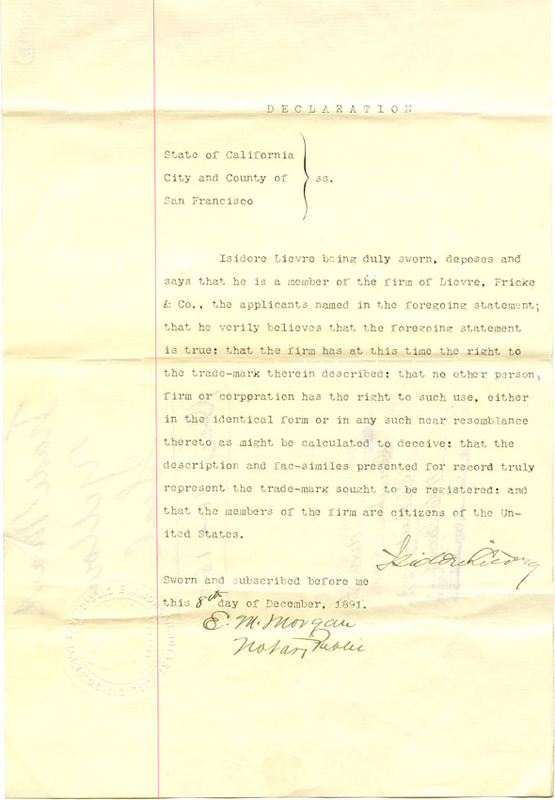 DECLARATION
State of California
City and County of } ss.
San Francisco
Isidore Lievre being duly sworn, deposes and
says that he is a member of the firm of Lievre, Fricke
& Co., the applicants named in the foregoing statement;
that he verily believes that the foregoing statement
is true: that the firm has at this time the right to
the trade-mark therein described: that no other person,
firm or corppration has the right to such use, either
in the identical form or in any such near resemblance
thereto as might be calculated to deceive: that the
description and fac-similes presented for record truly
represent the trade-mark sought to be registered: and
that the members of the firm are citizens of the Un-
ited States.
Isidore Lievre
Sworn and subscribed before me
this 8th day of December, 1891.
E. M. Morgan
Notary Public